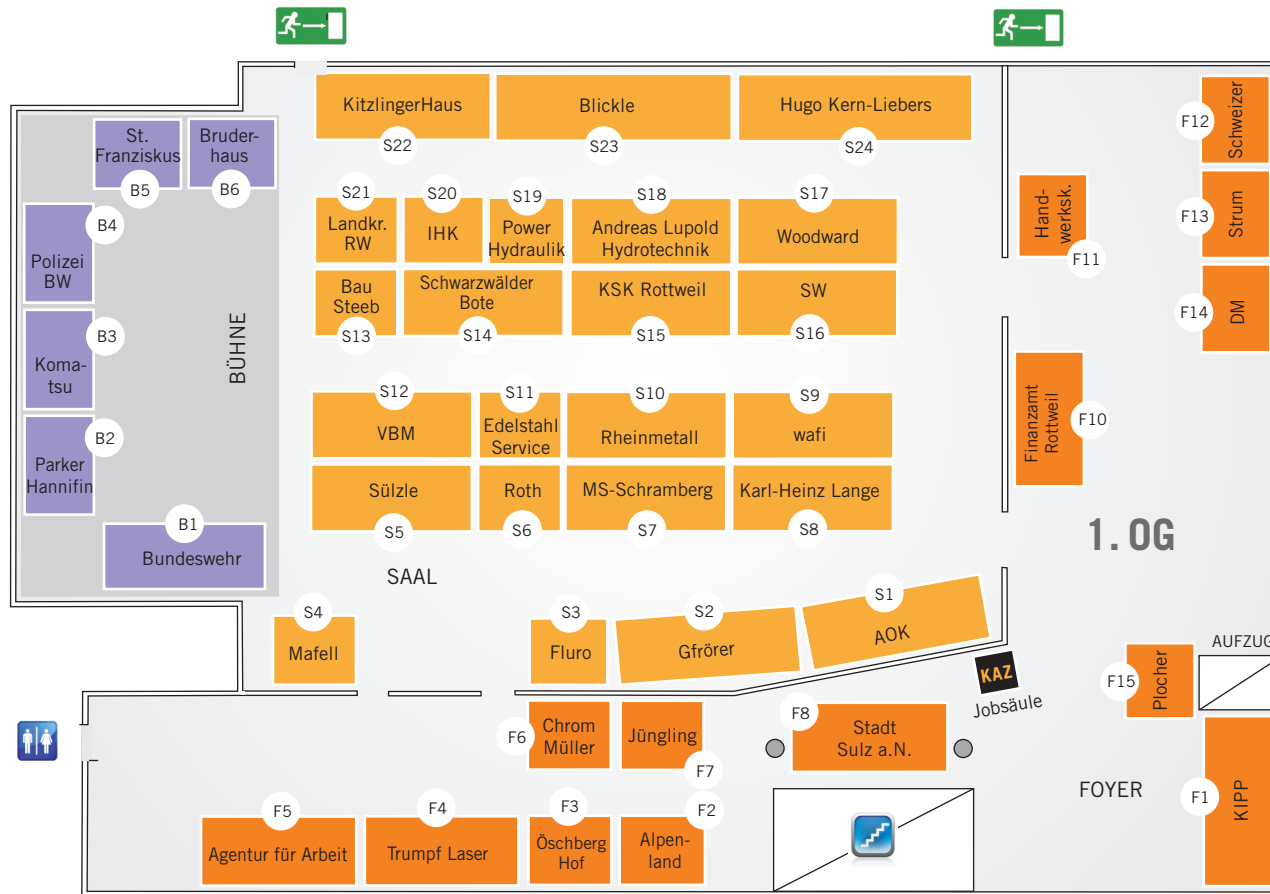 KitzlingerHaus
S22
Blickle
S23
Hugo Kern-Liebers
S24
St.
Franziskus
B5
Bruder-
haus
B6
B4
Polizei
BW
B3
Koma-
tsu
B2
Parker
Hannifin
B1
Bundeswehr
BÜHNE
S21
Landkr.
RW
S20
IHK
S19
Power
Hydraulik
S18
Andreas Lupold
Hydrotechnik
S17
Woodward
Bau
Steeb
S13
Schwarzwälder
Bote
S14
KSK Rottweil
S15
SW
S16
S12
VBM
S11
Edelstahl
Service
S10
Rheinmetall
S9
wafi
Sülzle
S5
Roth
S6
MS-Schramberg
S7
Karl-Heinz Lange
S8
SAAL
S4
Mafell
S3
Fluro
S2
Gfrörer
S1
AOK
F12
Schweizer
F13
Strum
F14
DM
Hand-
werksk.
F11
Finanzamt
Rottweil
F10
1. OG
AUFZUG
KAZ
Jobsäule
F15
Plocher
F6
Chrom
Müller
Jüngling
F7
F8
Stadt
Sulz a.N.
FOYER
F1
KIPP
F5
Agentur für Arbeit
F4
Trumpf Laser
F3
Öschberg
Hof
F2
Alpen-
land